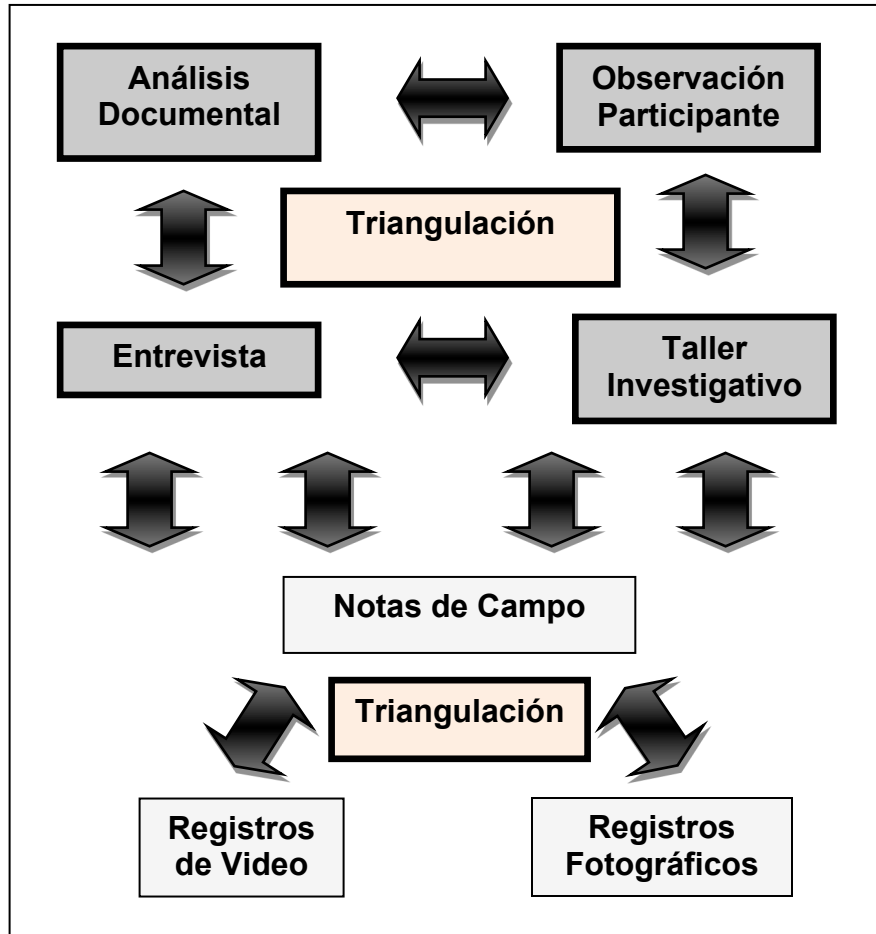 Análisis
Documental
Observación
Participante
Triangulación
Entrevista
Taller
Investigativo
Notas de Campo
Triangulación
Registros
de Video
Registros
Fotográficos